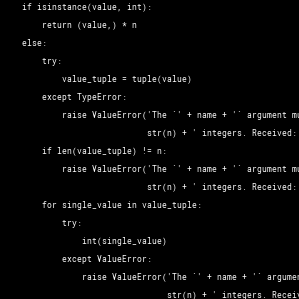 if isinstance(value, int):
return (value,) * n
else:
try:
value_tuple = tuple(value)
except TypeError:
raise ValueError('The `' + name + '` argument mu
str(n) + ' integers. Received:
if len(value_tuple) != n:
raise ValueError('The `' + name + '` argument mu
str(n) + ' integers. Received:
for single_value in value_tuple:
try:
int(single_value)
except ValueError:
raise ValueError('The `' + name + '` argumen
str(n) + ' integers. Receiv